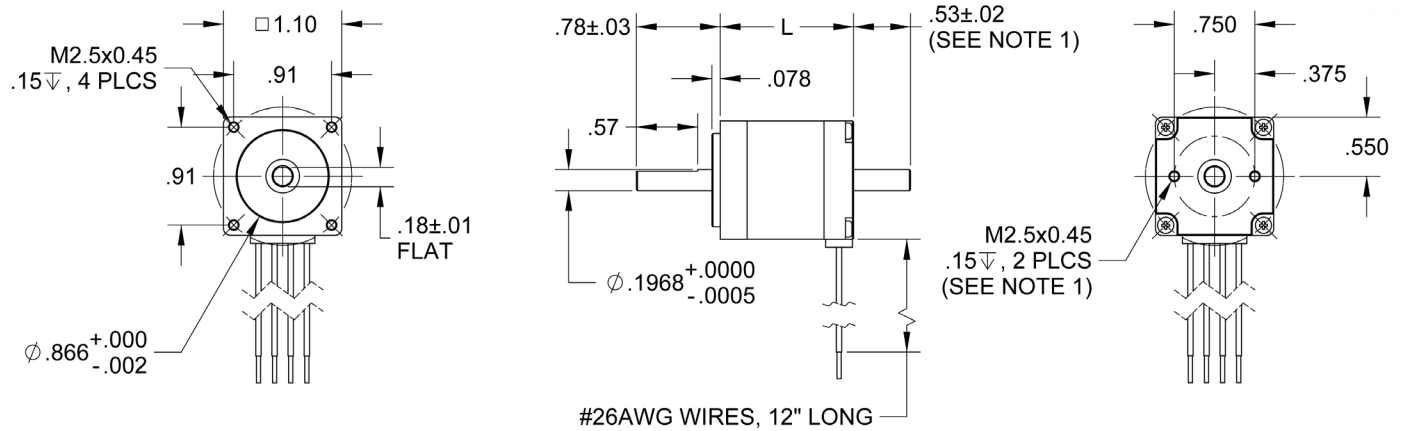 □ 1.10
M2.5x0.45
.15↧, 4 PLCS
.91
.91
.18±.01
FLAT
⌀.866+.000
-.002
.78±.03
L
.53±.02
(SEE NOTE 1)
.078
.57
⌀.1968+.0000
-.0005
#26AWG WIRES, 12" LONG
.750
.375
.550
M2.5x0.45
.15↧, 2 PLCS
(SEE NOTE 1)